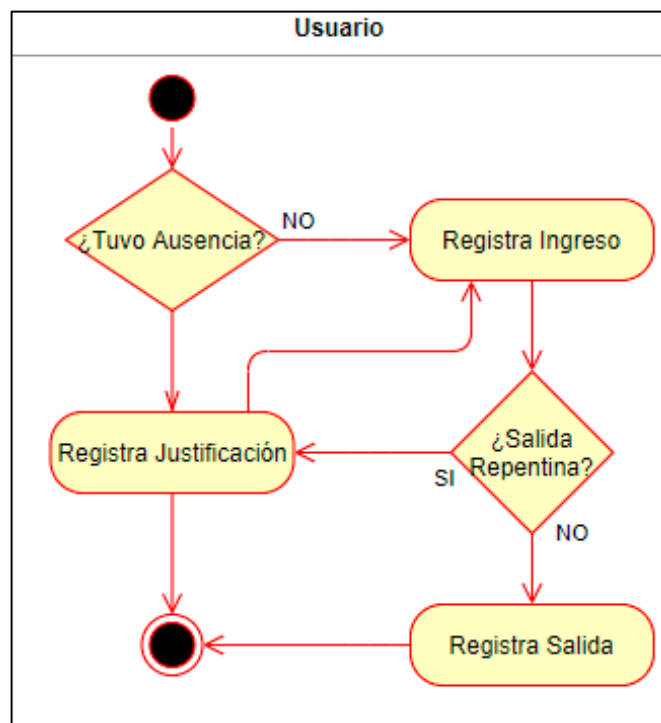 Usuario
¿Tuvo Ausencia?
NO
Registra Ingreso
Registra Justificación
¿Salida
Repentina?
SI
NO
Registra Salida